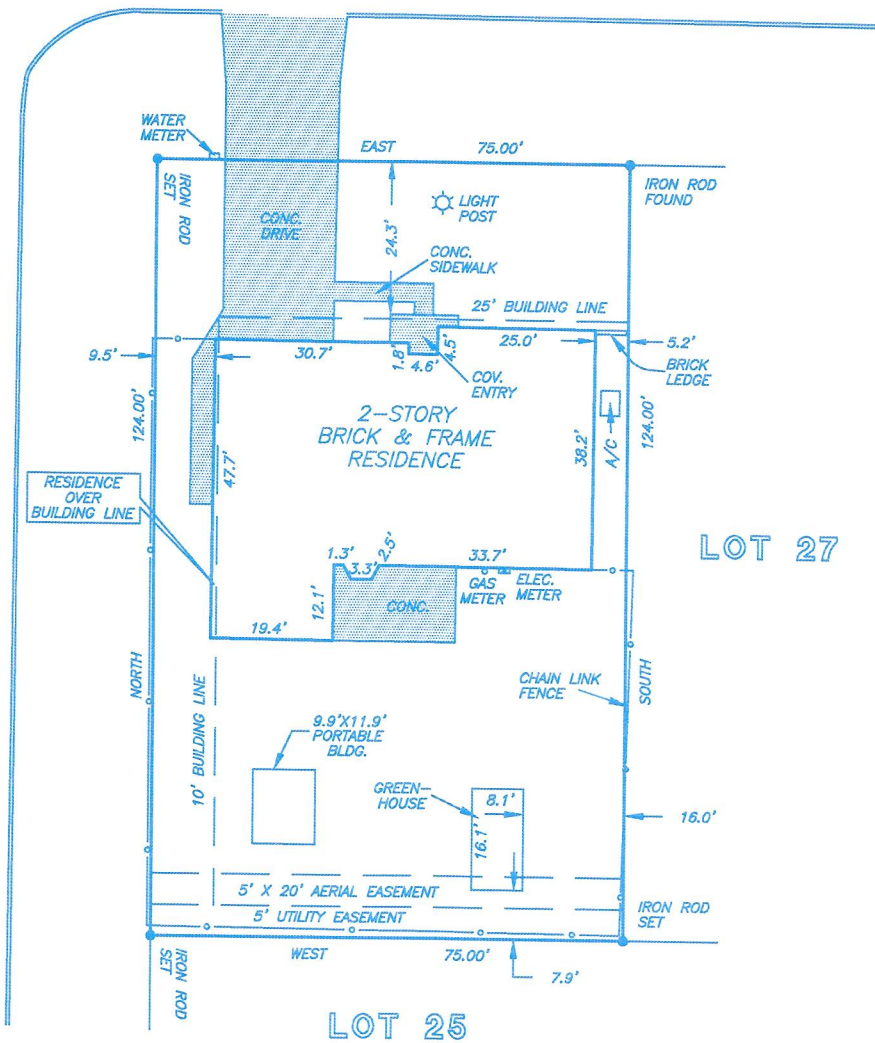 WATER
METER
EAST
75.00'
IRON ROD
SET
IRON ROD
FOUND
CONC.
DRIVE
24.3'
LIGHT
POST
CONC.
SIDEWALK
25' BUILDING LINE
9.5'
30.7'
1.8'
4.6'
4.5'
25.0'
5.2'
COV.
ENTRY
BRICK
LEDGE
124.00'
2-STORY
BRICK & FRAME
RESIDENCE
47.7'
38.2'
A/C
124.00'
RESIDENCE
OVER
BUILDING LINE
LOT 27
1.3'
3.3'
2.5'
33.7'
GAS
METER
ELEC.
METER
12.1'
CONC.
19.4'
NORTH
10' BUILDING LINE
CHAIN LINK
FENCE
SOUTH
9.9'X11.9'
PORTABLE
BLDG.
GREEN-
HOUSE
8.1'
16.1'
16.0'
5' X 20' AERIAL EASEMENT
5' UTILITY EASEMENT
IRON ROD
SET
IRON ROD
SET
WEST
75.00'
7.9'
LOT 25